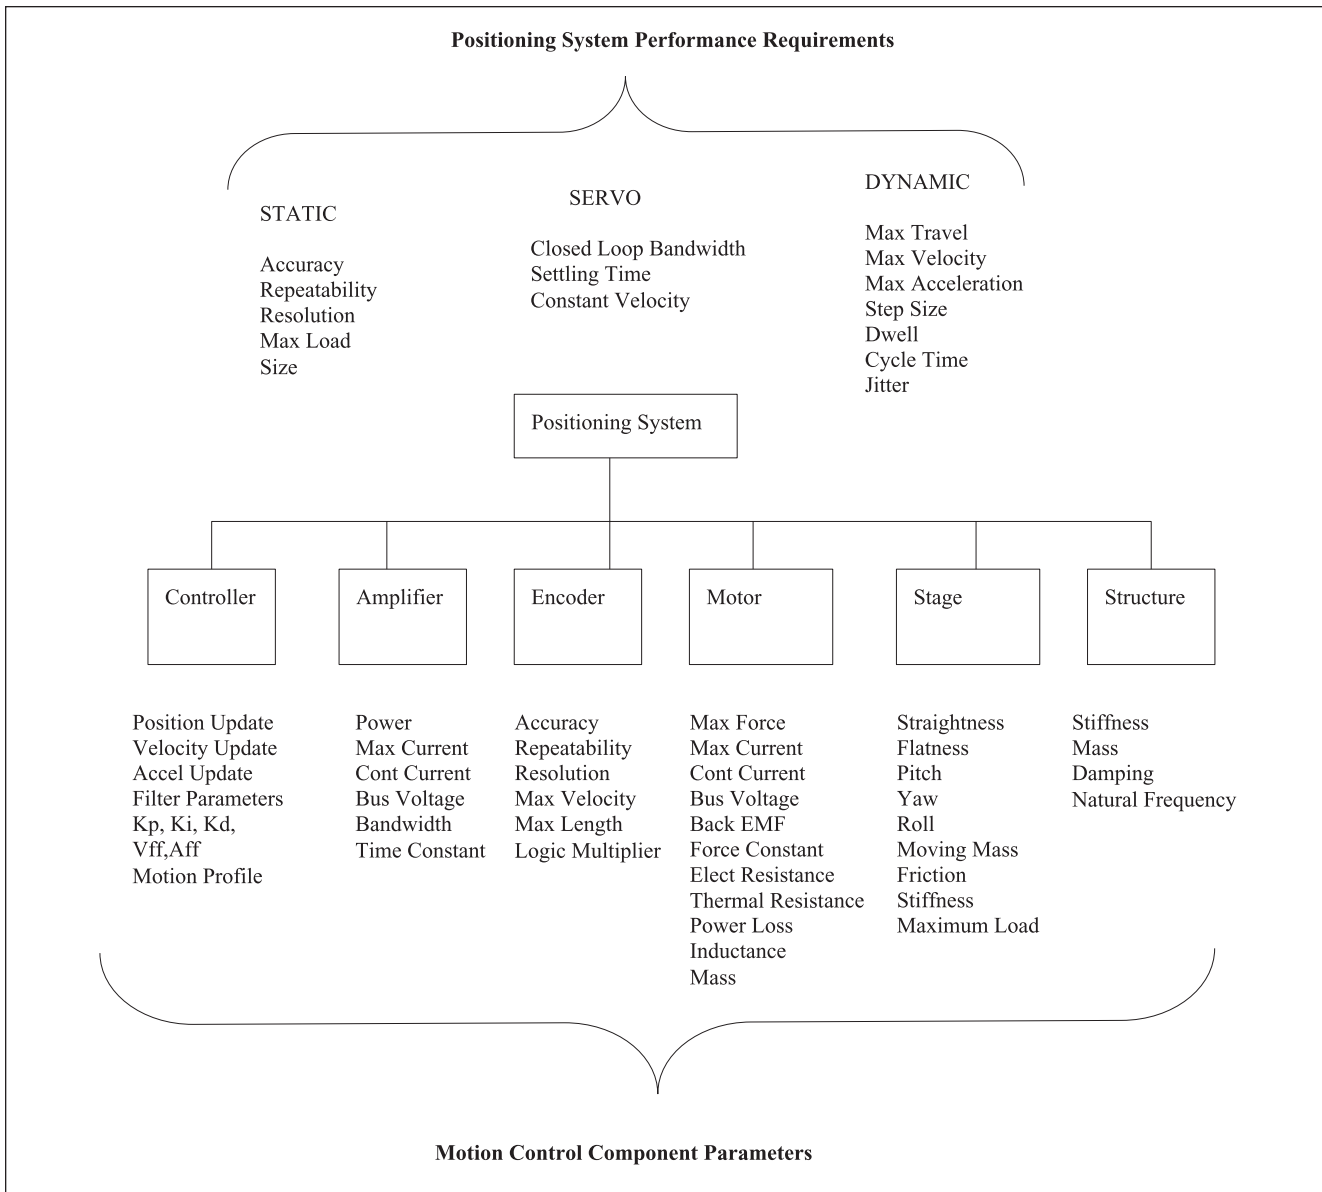 Positioning System Performance Requirements
STATIC
Accuracy
Repeatability
Resolution
Max Load
Size
SERVO
Closed Loop Bandwidth
Settling Time
Constant Velocity
DYNAMIC
Max Travel
Max Velocity
Max Acceleration
Step Size
Dwell
Cycle Time
Jitter
Positioning System
Controller
Amplifier
Encoder
Motor
Stage
Structure
Position Update
Velocity Update
Accel Update
Filter Parameters
Kp, Ki, Kd,
Vff,Aff
Motion Profile
Power
Max Current
Cont Current
Bus Voltage
Bandwidth
Time Constant
Accuracy
Repeatability
Resolution
Max Velocity
Max Length
Logic Multiplier
Max Force
Max Current
Cont Current
Bus Voltage
Back EMF
Force Constant
Elect Resistance
Thermal Resistance
Power Loss
Inductance
Mass
Straightness
Flatness
Pitch
Yaw
Roll
Moving Mass
Friction
Stiffness
Maximum Load
Stiffness
Mass
Damping
Natural Frequency
Motion Control Component Parameters